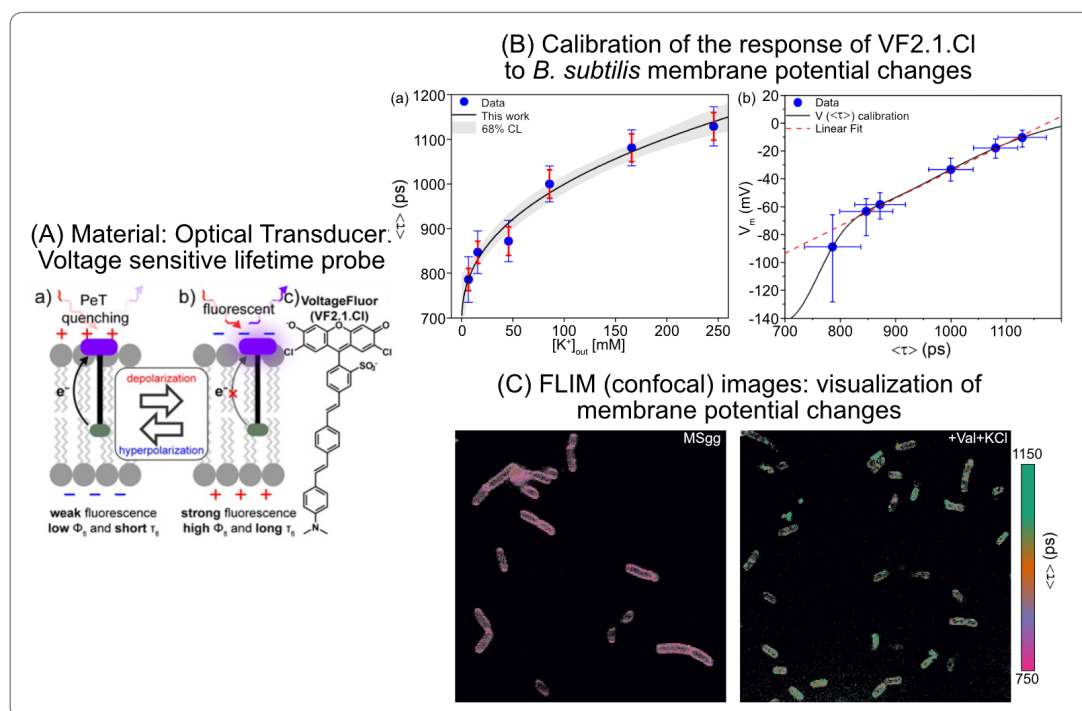 (B) Calibration of the response of VF2.1.Cl
to B. subtilis membrane potential changes
(a)
Data
This work
68% CL
1200
1100
1000
900
800
700
<τ> (ps)
0
50
100
150
200
250
[K⁺]out [mM]
(b)
Data
V (<τ>) calibration
Linear Fit
20
0
-20
-40
-60
-80
-100
-120
-140
Vm (mV)
700
800
900
1000
1100
<τ> (ps)
(A) Material: Optical Transducer:
Voltage sensitive lifetime probe
a)
PeT
quenching
+ + +
e⁻
− − −
weak fluorescence
low Φfl and short τfl
depolarization
hyperpolarization
b)
fluorescent
− − −
e⁻
x
+ + +
strong fluorescence
high Φfl and long τfl
c) VoltageFluor
(VF2.1.Cl)
⁻O
O
O
Cl
Cl
SO₃⁻
N
(C) FLIM (confocal) images: visualization of
membrane potential changes
MSgg
+Val+KCl
1150
<τ> (ps)
750